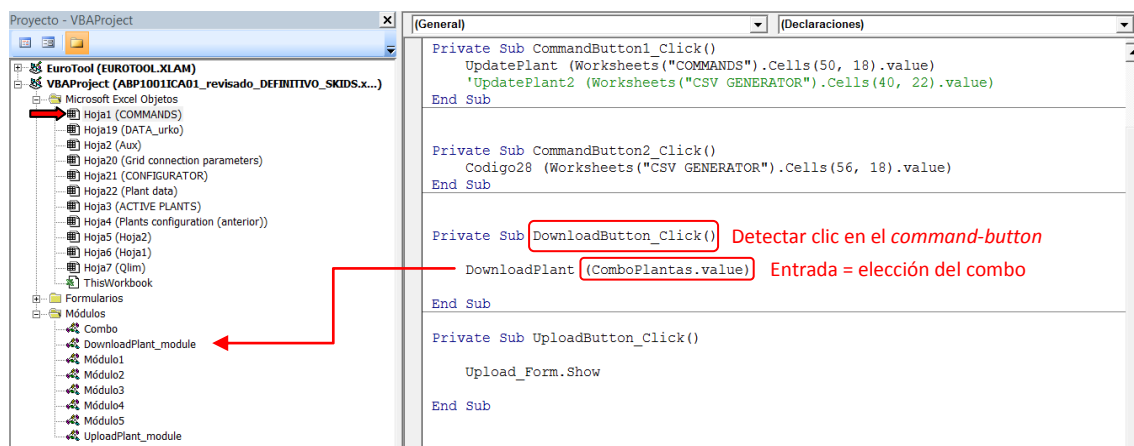 Proyecto - VBAProject
EuroTool (EUROTOOL.XLAM)
VBAProject (ABP1001ICA01_revisado_DEFINITIVO_SKIDS.x...)
Microsoft Excel Objetos
Hoja1 (COMMANDS)
Hoja19 (DATA_urko)
Hoja2 (Aux)
Hoja20 (Grid connection parameters)
Hoja21 (CONFIGURATOR)
Hoja22 (Plant data)
Hoja3 (ACTIVE PLANTS)
Hoja4 (Plants configuration (anterior))
Hoja5 (Hoja2)
Hoja6 (Hoja1)
Hoja7 (Qlim)
ThisWorkbook
Formularios
Módulos
Combo
DownloadPlant_module
Módulo1
Módulo2
Módulo3
Módulo4
Módulo5
UploadPlant_module
(General)
(Declaraciones)
Private Sub CommandButton1_Click()
UpdatePlant (Worksheets("COMMANDS").Cells(50, 18).value)
'UpdatePlant2 (Worksheets("CSV GENERATOR").Cells(40, 22).value)
End Sub
Private Sub CommandButton2_Click()
Codigo28 (Worksheets("CSV GENERATOR").Cells(56, 18).value)
End Sub
Private Sub DownloadButton_Click() Detectar clic en el command-button
DownloadPlant (ComboPlantas.value) Entrada = elección del combo
End Sub
Private Sub UploadButton_Click()
Upload_Form.Show
End Sub